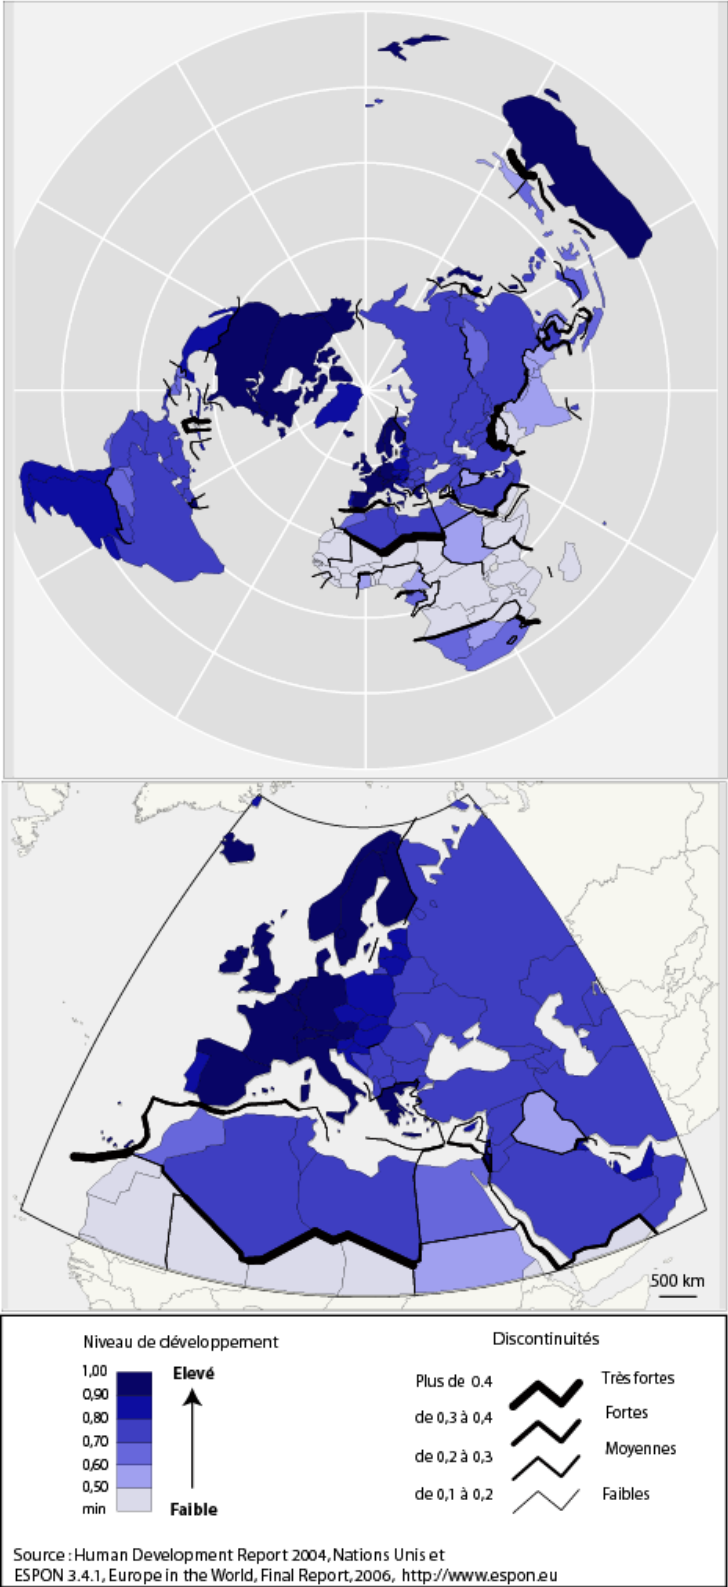 500 km
Niveau de développement
1,00
0,90
0,80
0,70
0,60
0,50
min
Elevé
Faible
Discontinuités
Plus de 0.4
Très fortes
de 0,3 à 0,4
Fortes
de 0,2 à 0,3
Moyennes
de 0,1 à 0,2
Faibles
Source : Human Development Report 2004, Nations Unis et
ESPON 3.4.1, Europe in the World, Final Report, 2006, http://www.espon.eu